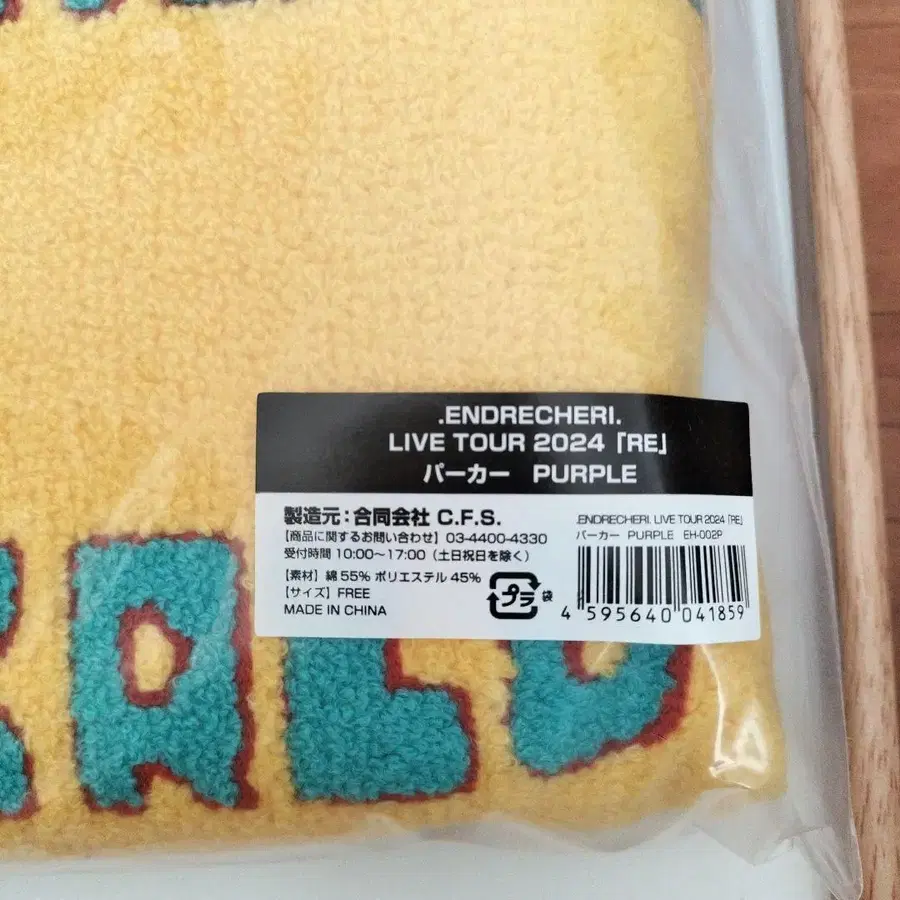 .ENDRECHERI.
LIVE TOUR 2024「RE」
パーカー PURPLE
製造元：合同会社 C.F.S.
【商品に関するお問い合わせ】03-4400-4330
受付時間 10:00～17:00（土日祝日を除く）
【素材】綿 55% ポリエステル 45%
【サイズ】FREE
MADE IN CHINA
プラ
袋
.ENDRECHERI. LIVE TOUR 2024「RE」
パーカー PURPLE EH-002P
4 595640 041859